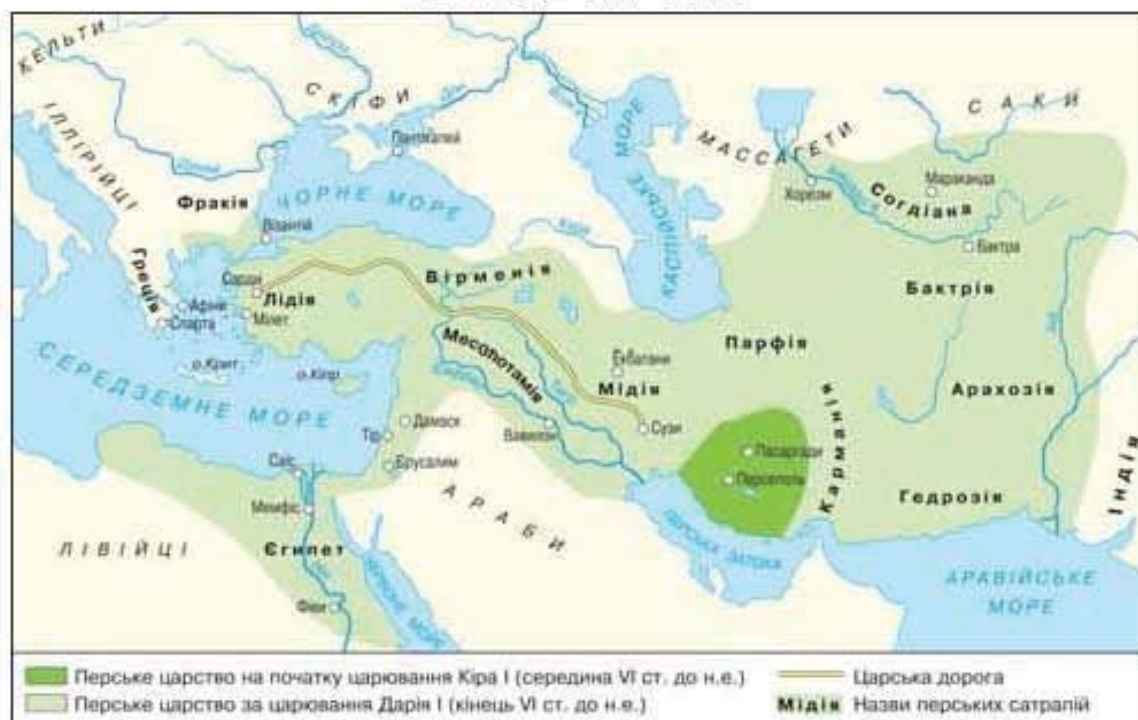 КЕЛЬТИ
ІЛЛІРІЙЦІ
СКІФИ
Пантікапей
САКИ
МАССАГЕТИ
Хорезм
Мараканда
Согдіана
Бактра
Бактрія
КАСПІЙСЬКЕ МОРЕ
ЧОРНЕ МОРЕ
Фракія
Візантій
Вірменія
Греція
Сарди
Лідія
Афіни
Мілет
Спарта
о.Крит
о.Кіпр
СЕРЕДЗЕМНЕ МОРЕ
Месопотамія
Екбатани
Мідія
Парфія
Арахозія
Дамаск
Тір
Вавилон
Сузи
Пасаргади
Персеполь
Карманія
Гедрозія
Індія
Саїс
Єрусалим
Мемфіс
АРАБИ
ПЕРСЬКА ЗАТОКА
ЛІВІЙЦІ
Єгипет
Ніл
Фіви
ЧЕРВОНЕ МОРЕ
АРАВІЙСЬКЕ
МОРЕ
Перське царство на початку царювання Кіра І (середина VI ст. до н.е.)
Перське царство за царювання Дарія І (кінець VI ст. до н.е.)
Царська дорога
Мідія Назви перських сатрапій